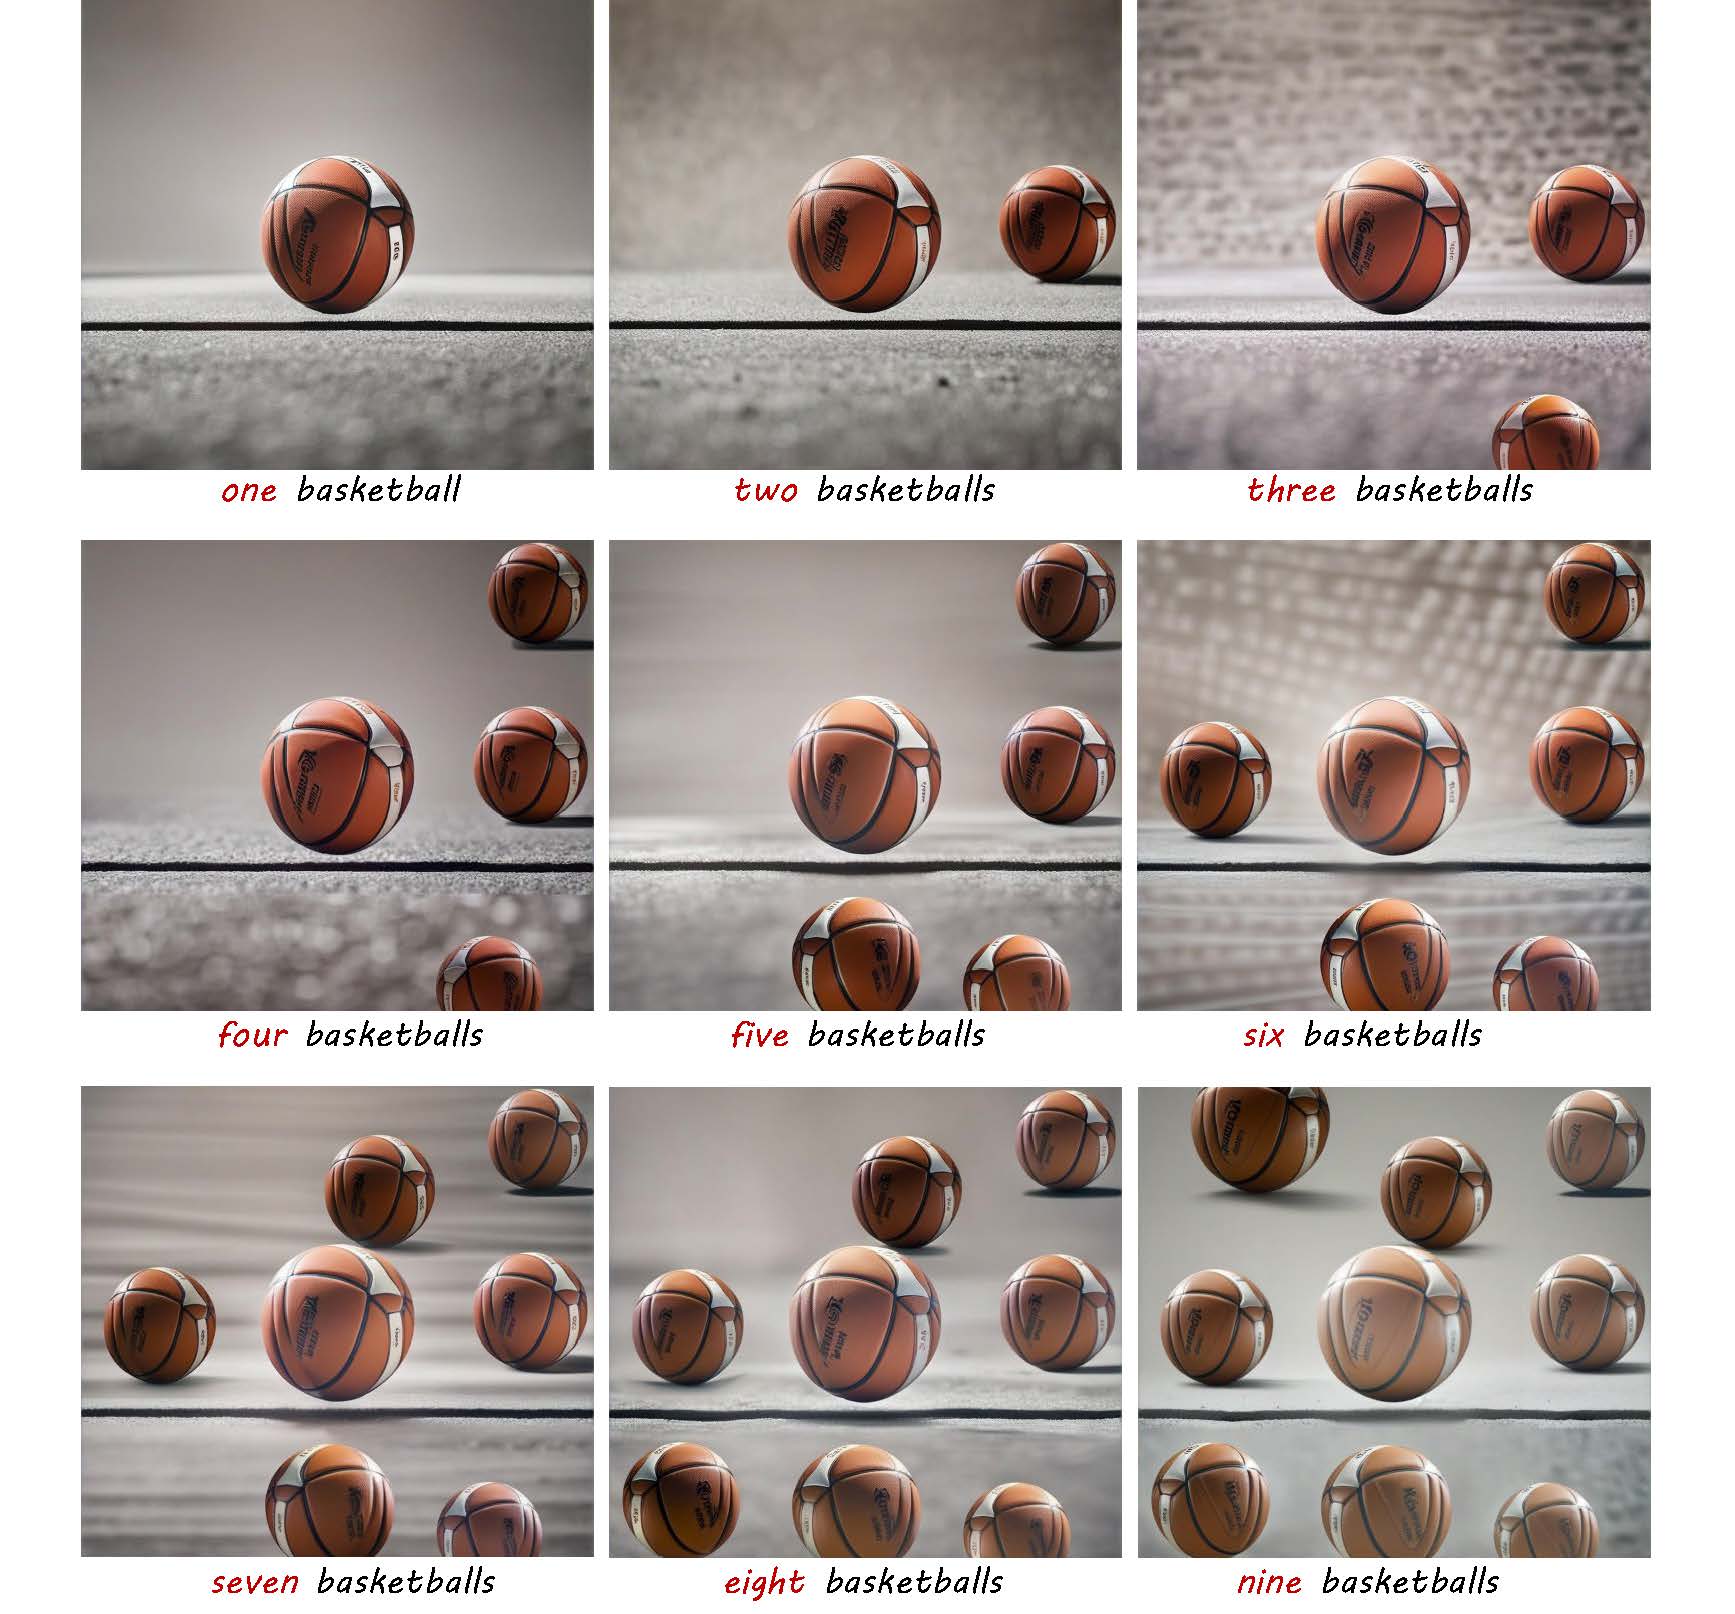 one basketball
two basketballs
three basketballs
four basketballs
five basketballs
six basketballs
seven basketballs
eight basketballs
nine basketballs